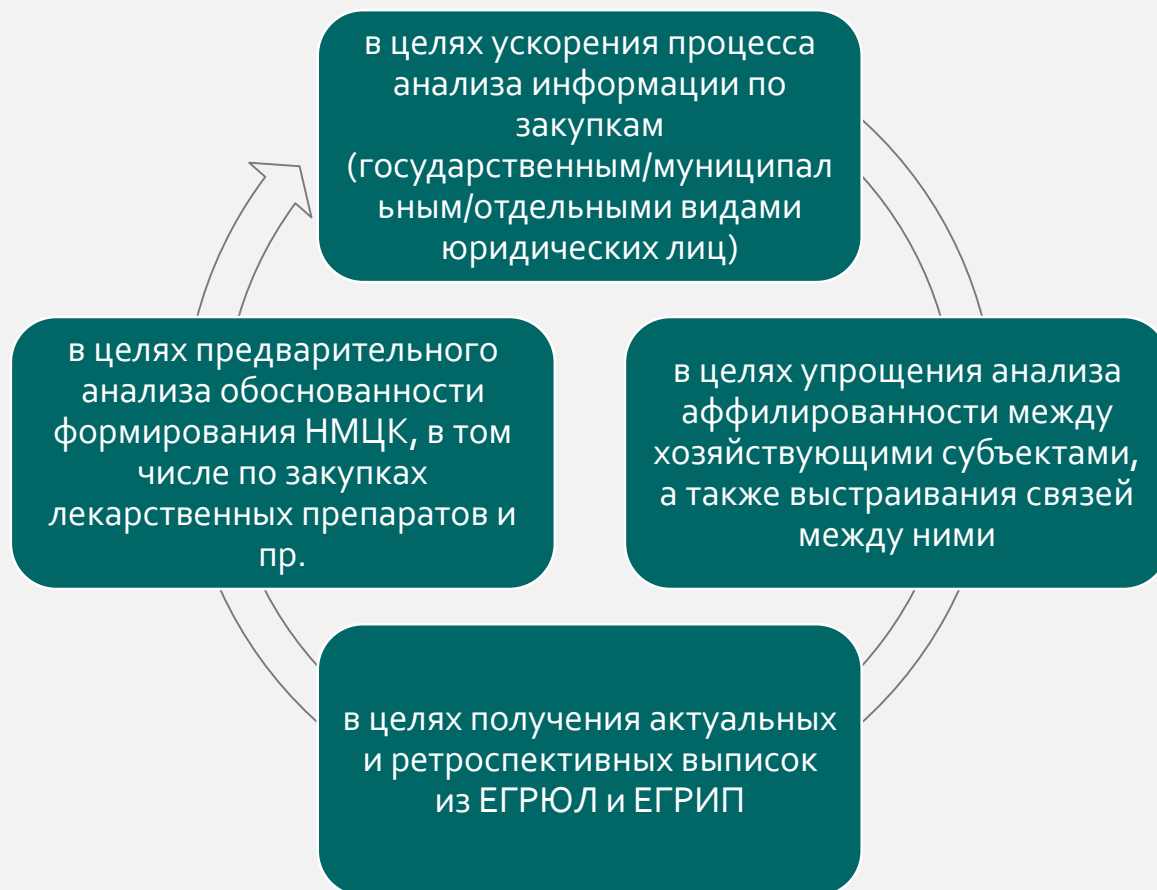 в целях ускорения процесса
анализа информации по
закупкам
(государственным/муниципал
ьным/отдельными видами
юридических лиц)
в целях упрощения анализа
аффилированности между
хозяйствующими субъектами,
а также выстраивания связей
между ними
в целях получения актуальных
и ретроспективных выписок
из ЕГРЮЛ и ЕГРИП
в целях предварительного
анализа обоснованности
формирования НМЦК, в том
числе по закупках
лекарственных препаратов и
пр.